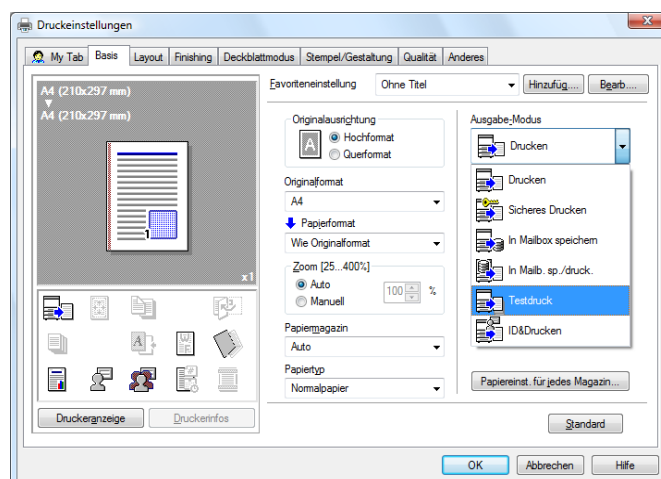 Druckeinstellungen
My Tab Basis Layout Finishing Deckblattmodus Stempel/Gestaltung Qualität Anderes
A4 (210x297 mm)
A4 (210x297 mm)
1
x1
Druckeranzeige Druckerinfos
Favoriteneinstellung Ohne Titel Hinzufüg.... Bearb....
Originalausrichtung
A
Hochformat
Querformat
Originalformat
A4
Papierformat
Wie Originalformat
Zoom [25...400%]
Auto
Manuell
100 %
Papiermagazin
Auto
Papiertyp
Normalpapier
Ausgabe-Modus
Drucken
Drucken
Sicheres Drucken
In Mailbox speichern
In Mailb. sp./druck.
Testdruck
ID&Drucken
Papiereinst. für jedes Magazin...
Standard
OK Abbrechen Hilfe